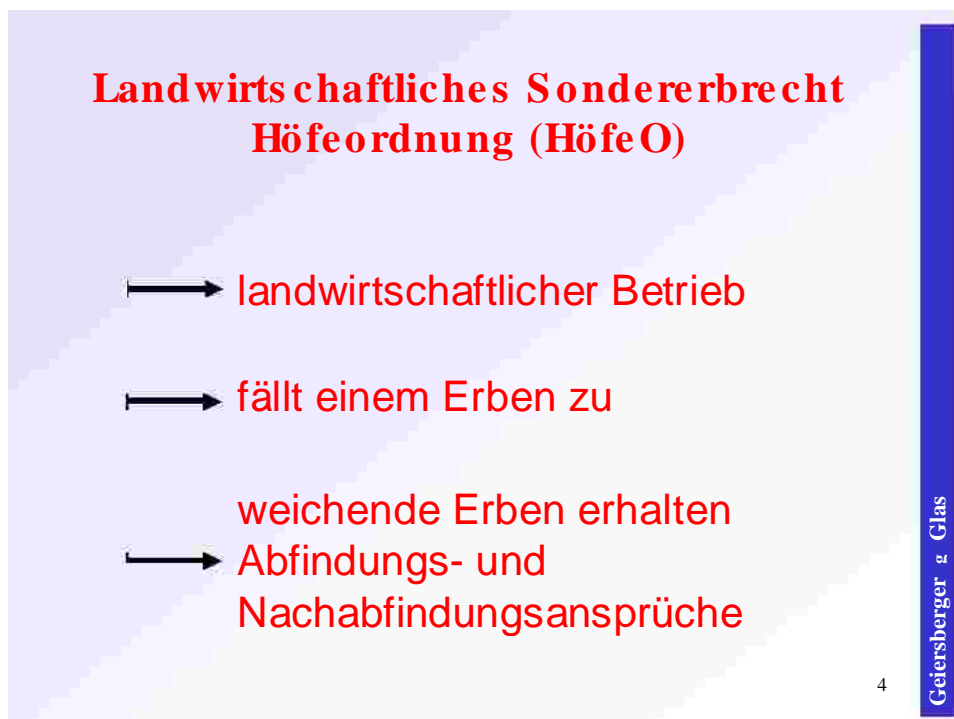 Landwirtschaftliches Sondererbrecht
Höfeordnung (HöfeO)
landwirtschaftlicher Betrieb
fällt einem Erben zu
weichende Erben erhalten
Abfindungs- und
Nachabfindungsansprüche
4
Geiersberger g Glas